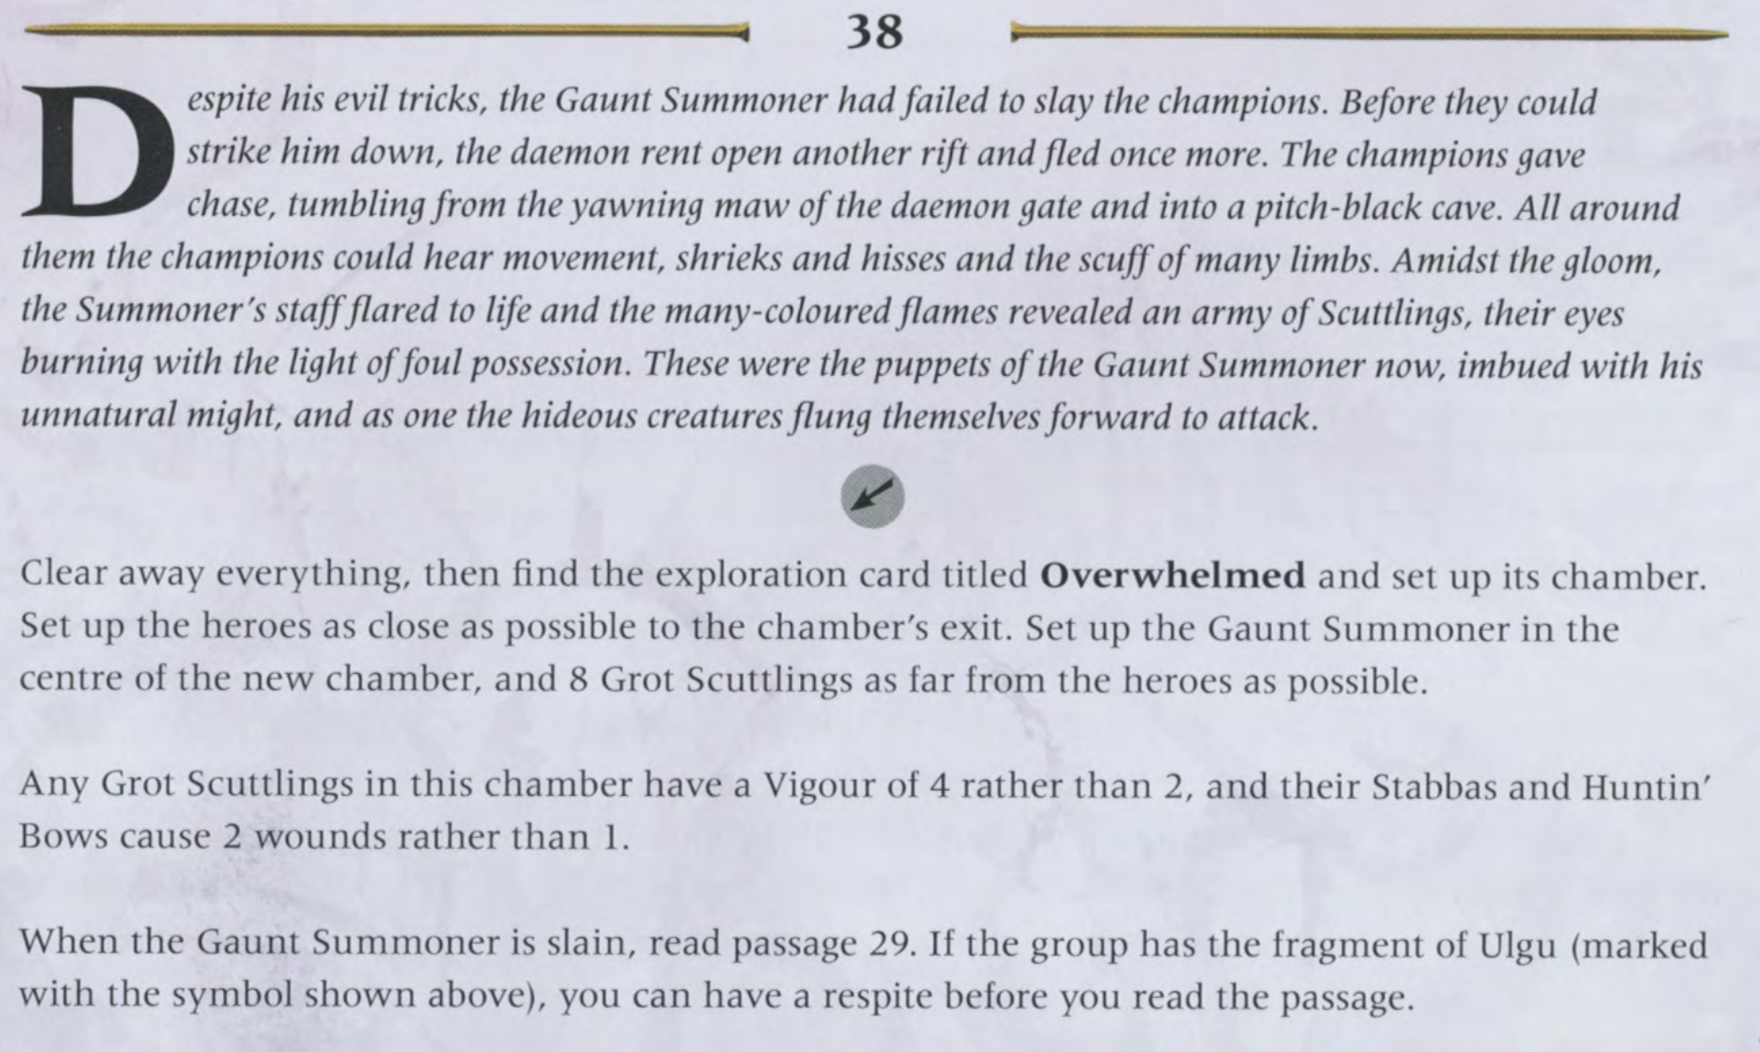 38
Despite his evil tricks, the Gaunt Summoner had failed to slay the champions. Before they could
strike him down, the daemon rent open another rift and fled once more. The champions gave
chase, tumbling from the yawning maw of the daemon gate and into a pitch-black cave. All around
them the champions could hear movement, shrieks and hisses and the scuff of many limbs. Amidst the gloom,
the Summoner's staff flared to life and the many-coloured flames revealed an army of Scuttlings, their eyes
burning with the light of foul possession. These were the puppets of the Gaunt Summoner now, imbued with his
unnatural might, and as one the hideous creatures flung themselves forward to attack.
Clear away everything, then find the exploration card titled Overwhelmed and set up its chamber.
Set up the heroes as close as possible to the chamber's exit. Set up the Gaunt Summoner in the
centre of the new chamber, and 8 Grot Scuttlings as far from the heroes as possible.
Any Grot Scuttlings in this chamber have a Vigour of 4 rather than 2, and their Stabbas and Huntin'
Bows cause 2 wounds rather than 1.
When the Gaunt Summoner is slain, read passage 29. If the group has the fragment of Ulgu (marked
with the symbol shown above), you can have a respite before you read the passage.